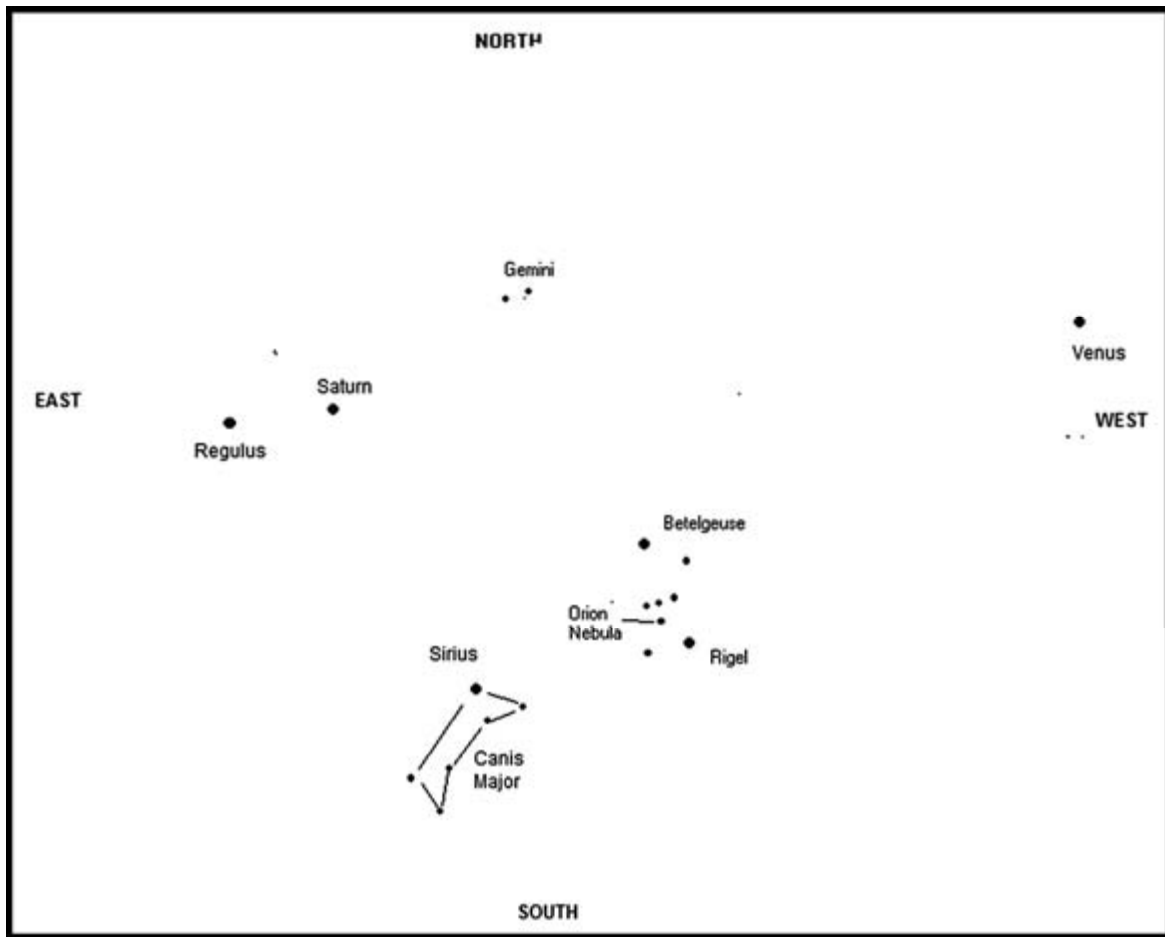 NORTH
Gemini
Venus
Saturn
EAST
WEST
Regulus
Betelgeuse
Orion
Nebula
Rigel
Sirius
Canis
Major
SOUTH